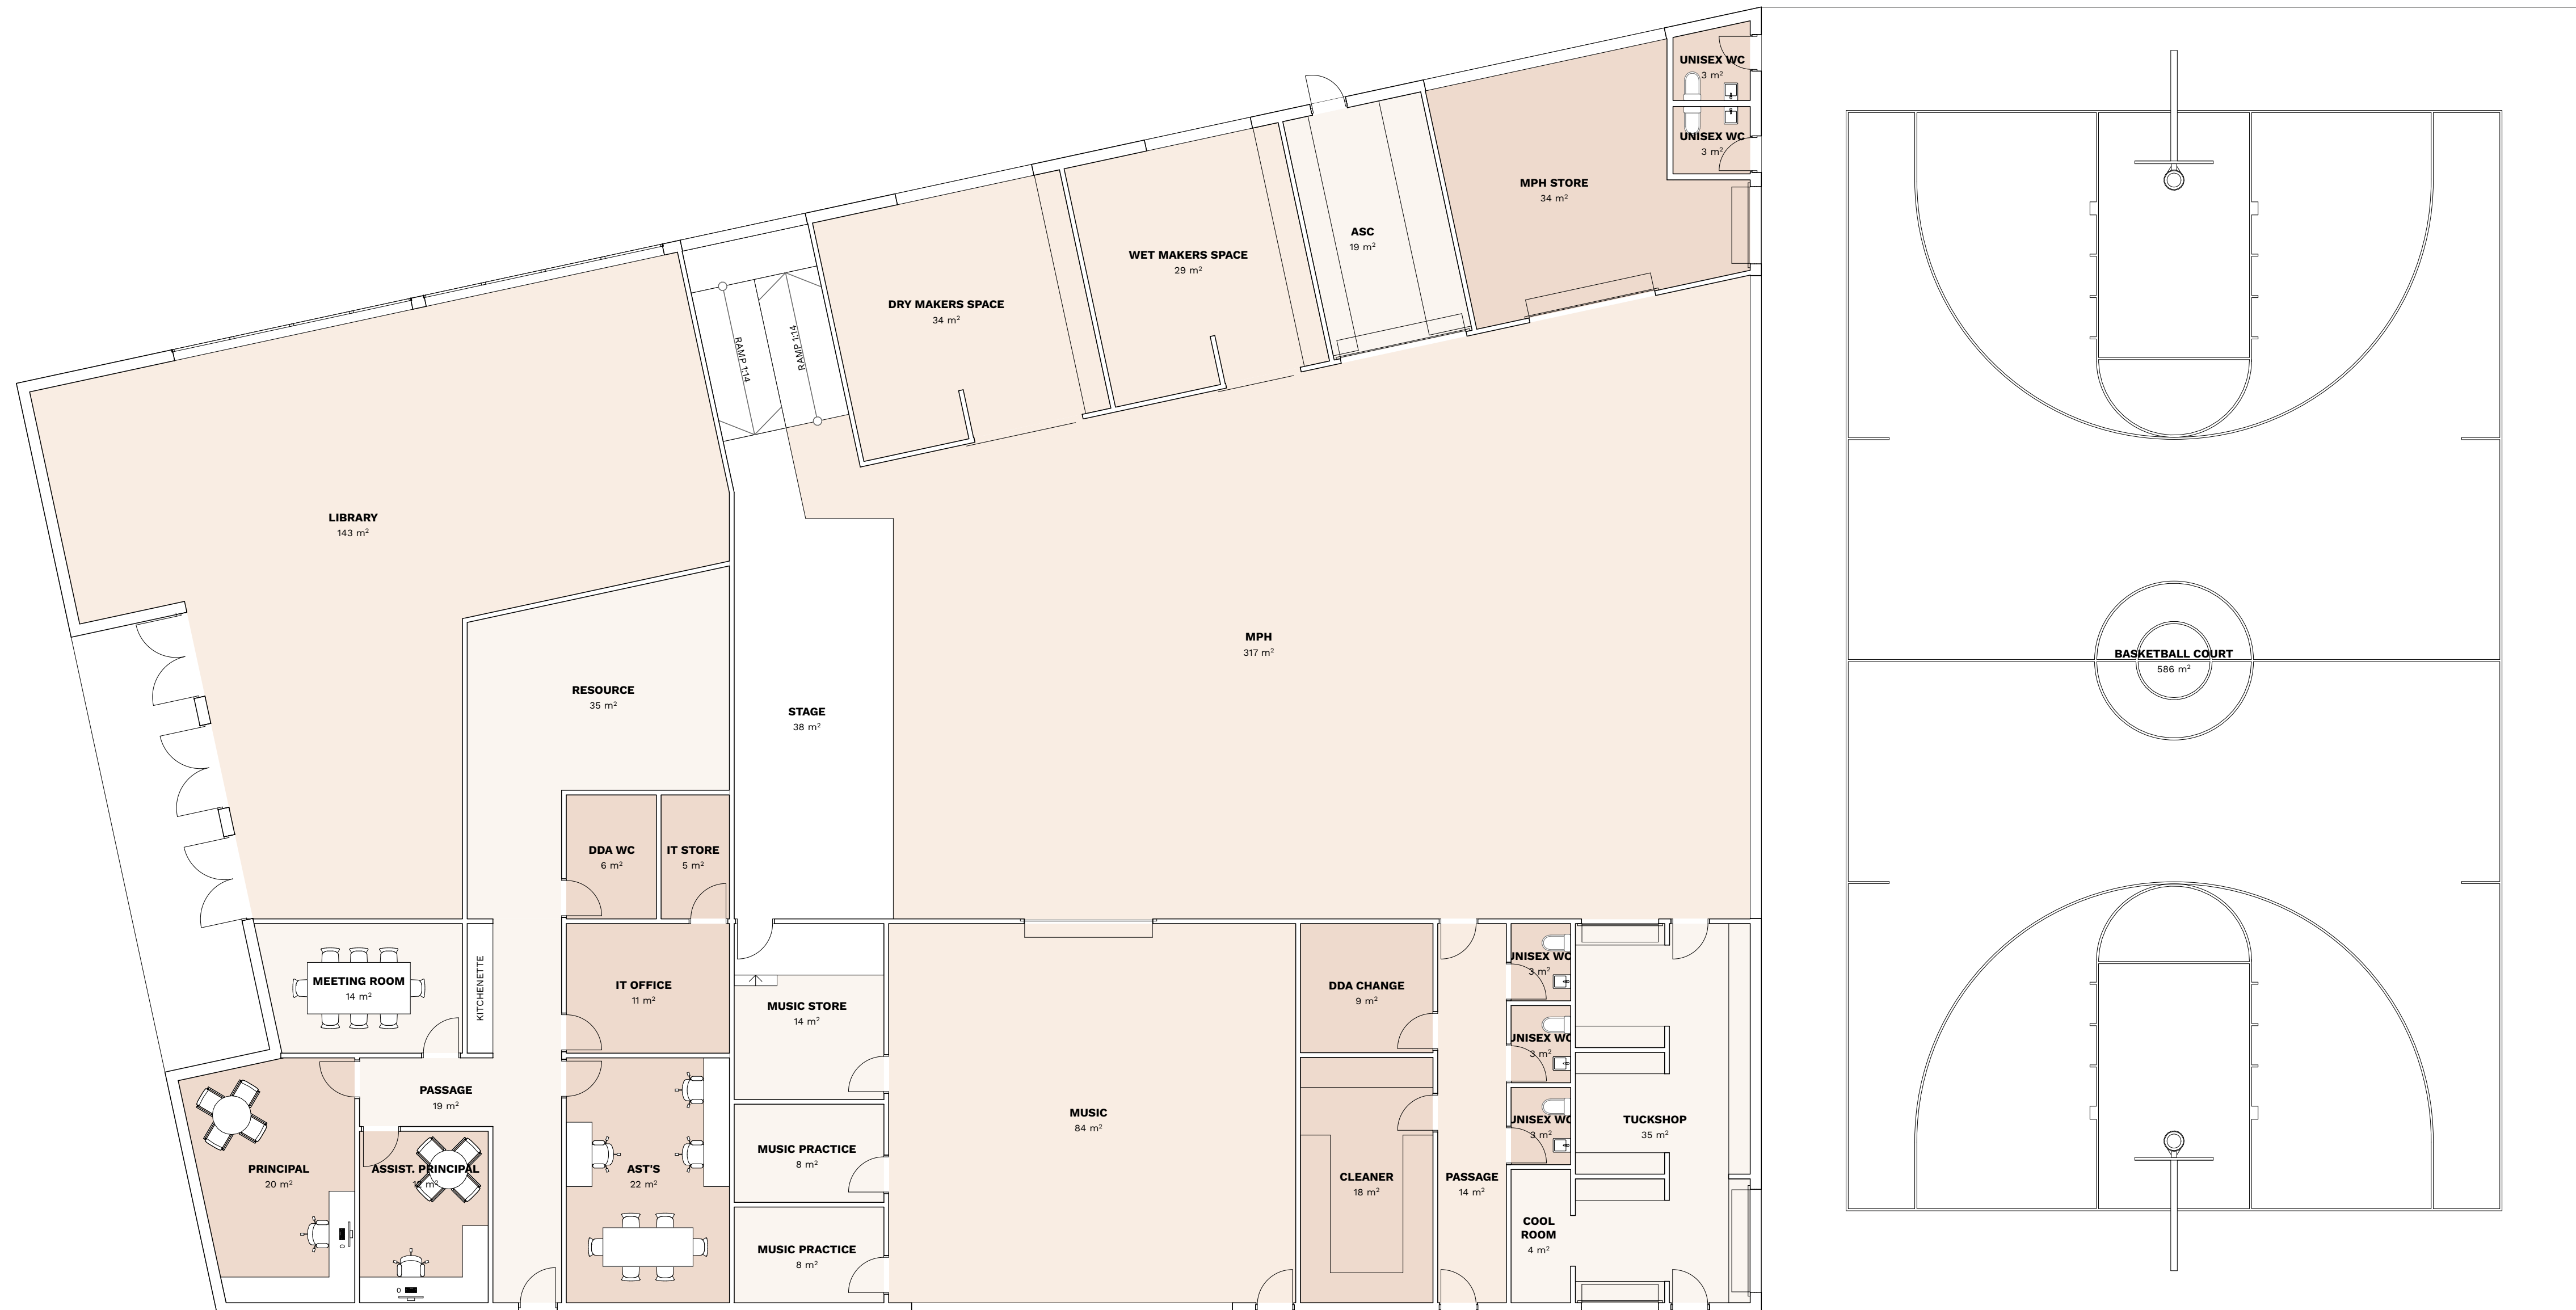 UNISEX WC
3 m²
UNISEX WC
3 m²
MPH STORE
34 m²
ASC
19 m²
WET MAKERS SPACE
29 m²
DRY MAKERS SPACE
34 m²
RAMP 1:14
RAMP 1:14
LIBRARY
143 m²
MPH
317 m²
BASKETBALL COURT
586 m²
RESOURCE
35 m²
STAGE
38 m²
DDA WC
6 m²
IT STORE
5 m²
MEETING ROOM
14 m²
KITCHENETTE
IT OFFICE
11 m²
MUSIC STORE
14 m²
DDA CHANGE
9 m²
UNISEX WC
3 m²
UNISEX WC
3 m²
UNISEX WC
3 m²
PASSAGE
19 m²
MUSIC
84 m²
TUCKSHOP
35 m²
PRINCIPAL
20 m²
ASSIST. PRINCIPAL
m²
AST'S
22 m²
MUSIC PRACTICE
8 m²
CLEANER
18 m²
PASSAGE
14 m²
MUSIC PRACTICE
8 m²
COOL
ROOM
4 m²